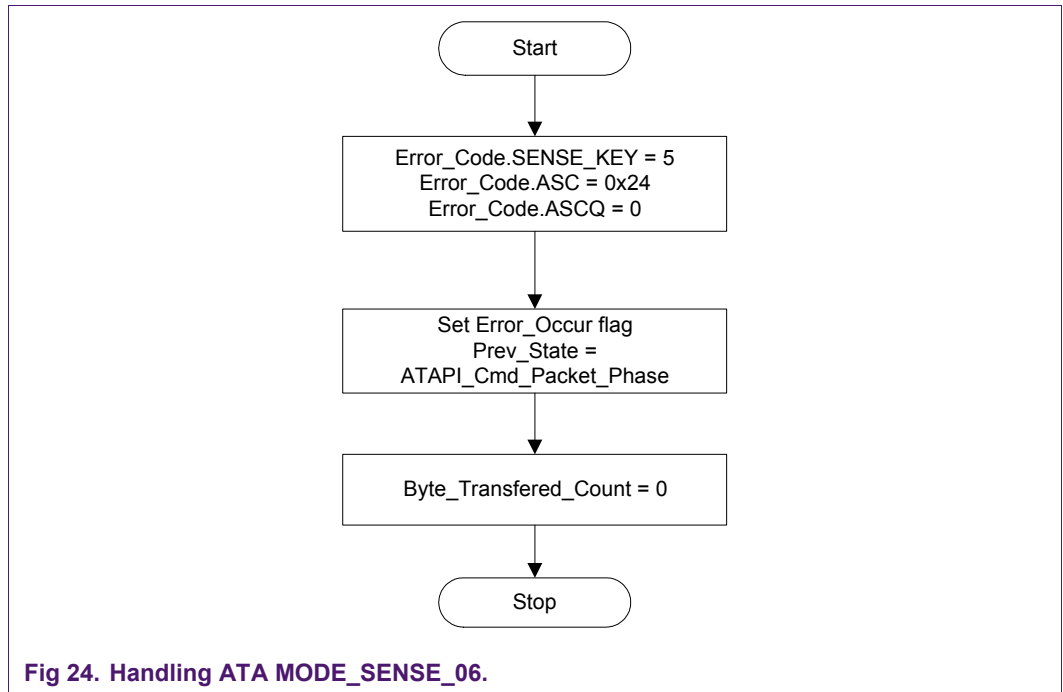 Start
Error_Code.SENSE_KEY = 5
Error_Code.ASC = 0x24
Error_Code.ASCQ = 0
Set Error_Occur flag
Prev_State =
ATAPI_Cmd_Packet_Phase
Byte_Transfered_Count = 0
Stop
Fig 24. Handling ATA MODE_SENSE_06.